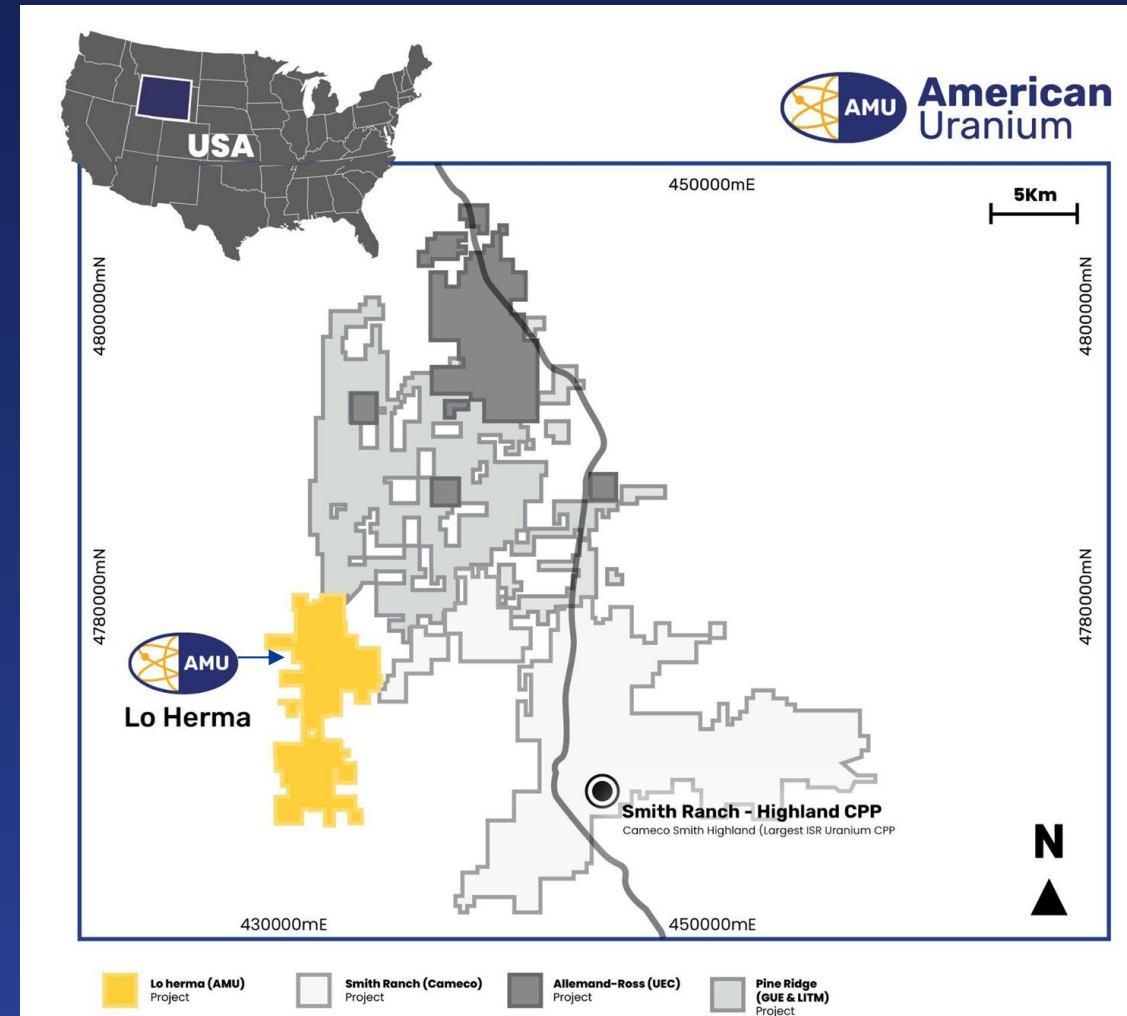 USA
AMU
American
Uranium
450000mE
5Km
4800000mN
4800000mN
4780000mN
4780000mN
AMU
Lo Herma
Smith Ranch - Highland CPP
Cameco Smith Highland (Largest ISR Uranium CPP
N
430000mE
450000mE
Lo herma (AMU)
Project
Smith Ranch (Cameco)
Project
Allemand-Ross (UEC)
Project
Pine Ridge
(GUE & LITM)
Project